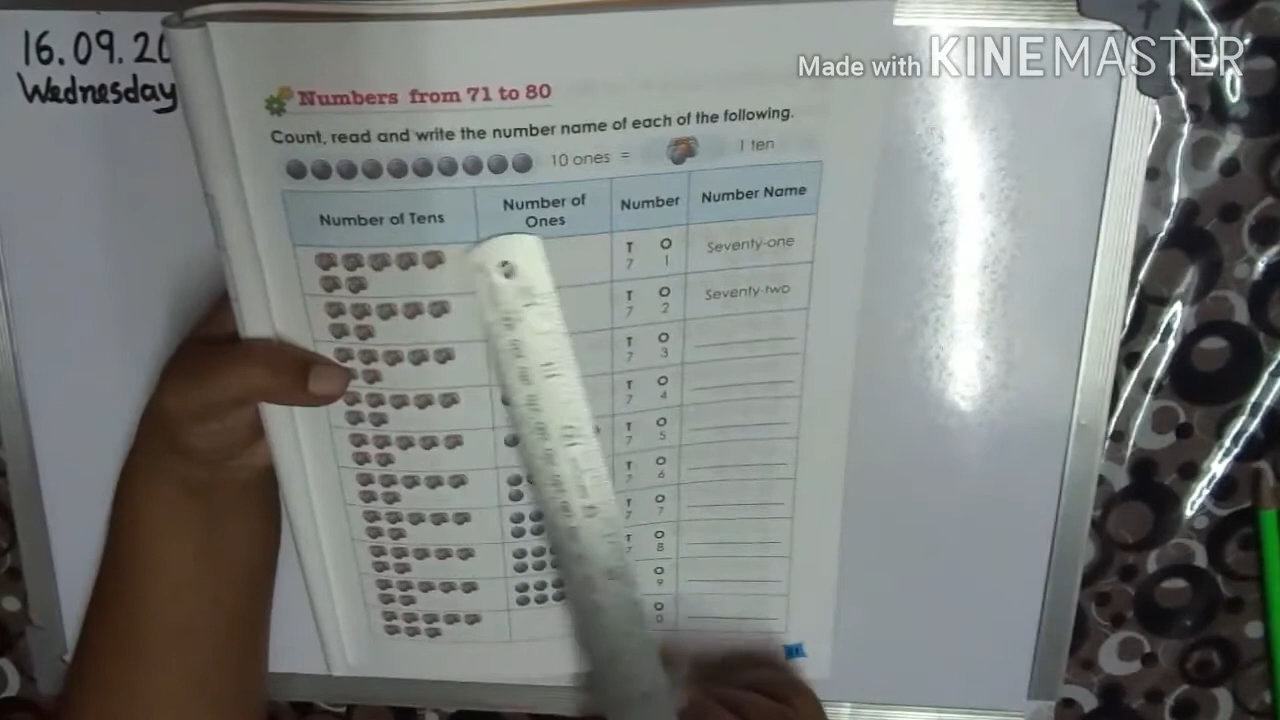 16.09.20
Wednesday
Made with KINEMASTER
Numbers from 71 to 80
Count, read and write the number name of each of the following.
10 ones = 1 ten
Number of Tens Number of Ones Number Number Name
T O
7 1 Seventy-one
T O
7 2 Seventy-two
T O
7 3
T O
7 4
T O
7 5
T O
7 6
T O
7 7
T O
7 8
O
9
O
0